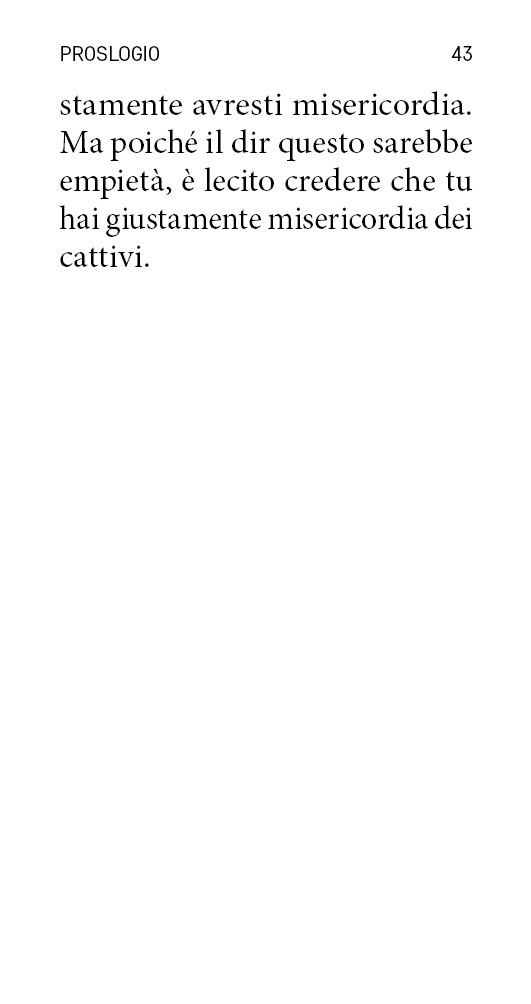 PROSLOGIO 43
stamente avresti misericordia.
Ma poiché il dir questo sarebbe
empietà, è lecito credere che tu
hai giustamente misericordia dei
cattivi.